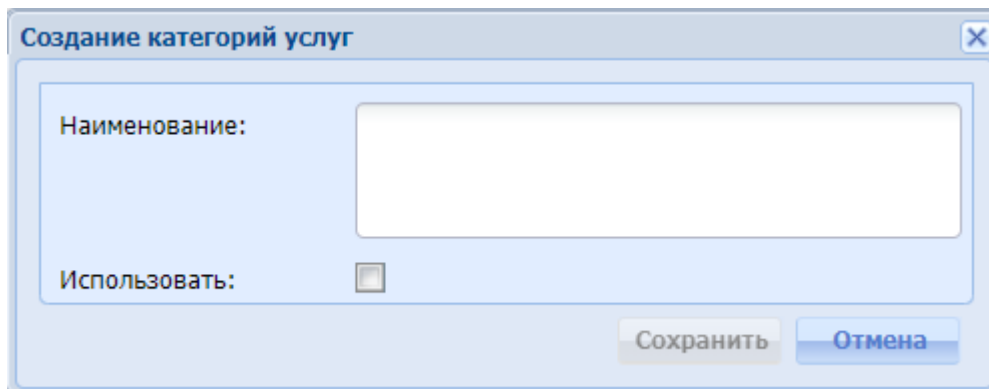 Создание категорий услуг
Наименование:
Использовать:
Сохранить Отмена